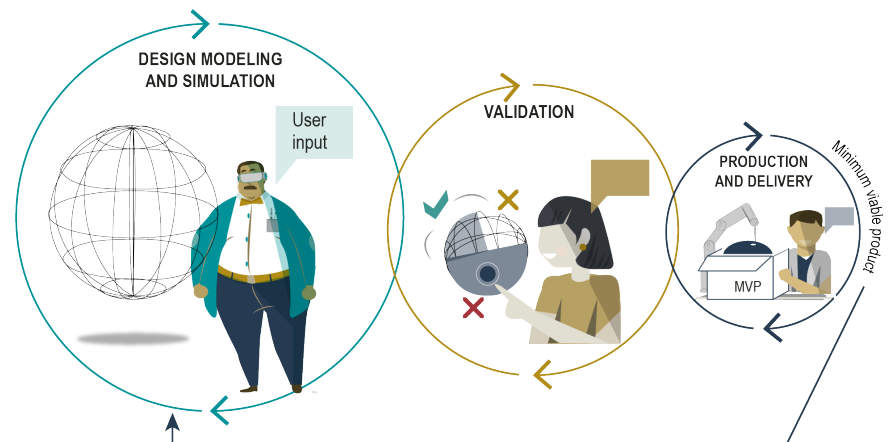 DESIGN MODELING
AND SIMULATION
User
input
VALIDATION
PRODUCTION
AND DELIVERY
MVP
Minimum viable product